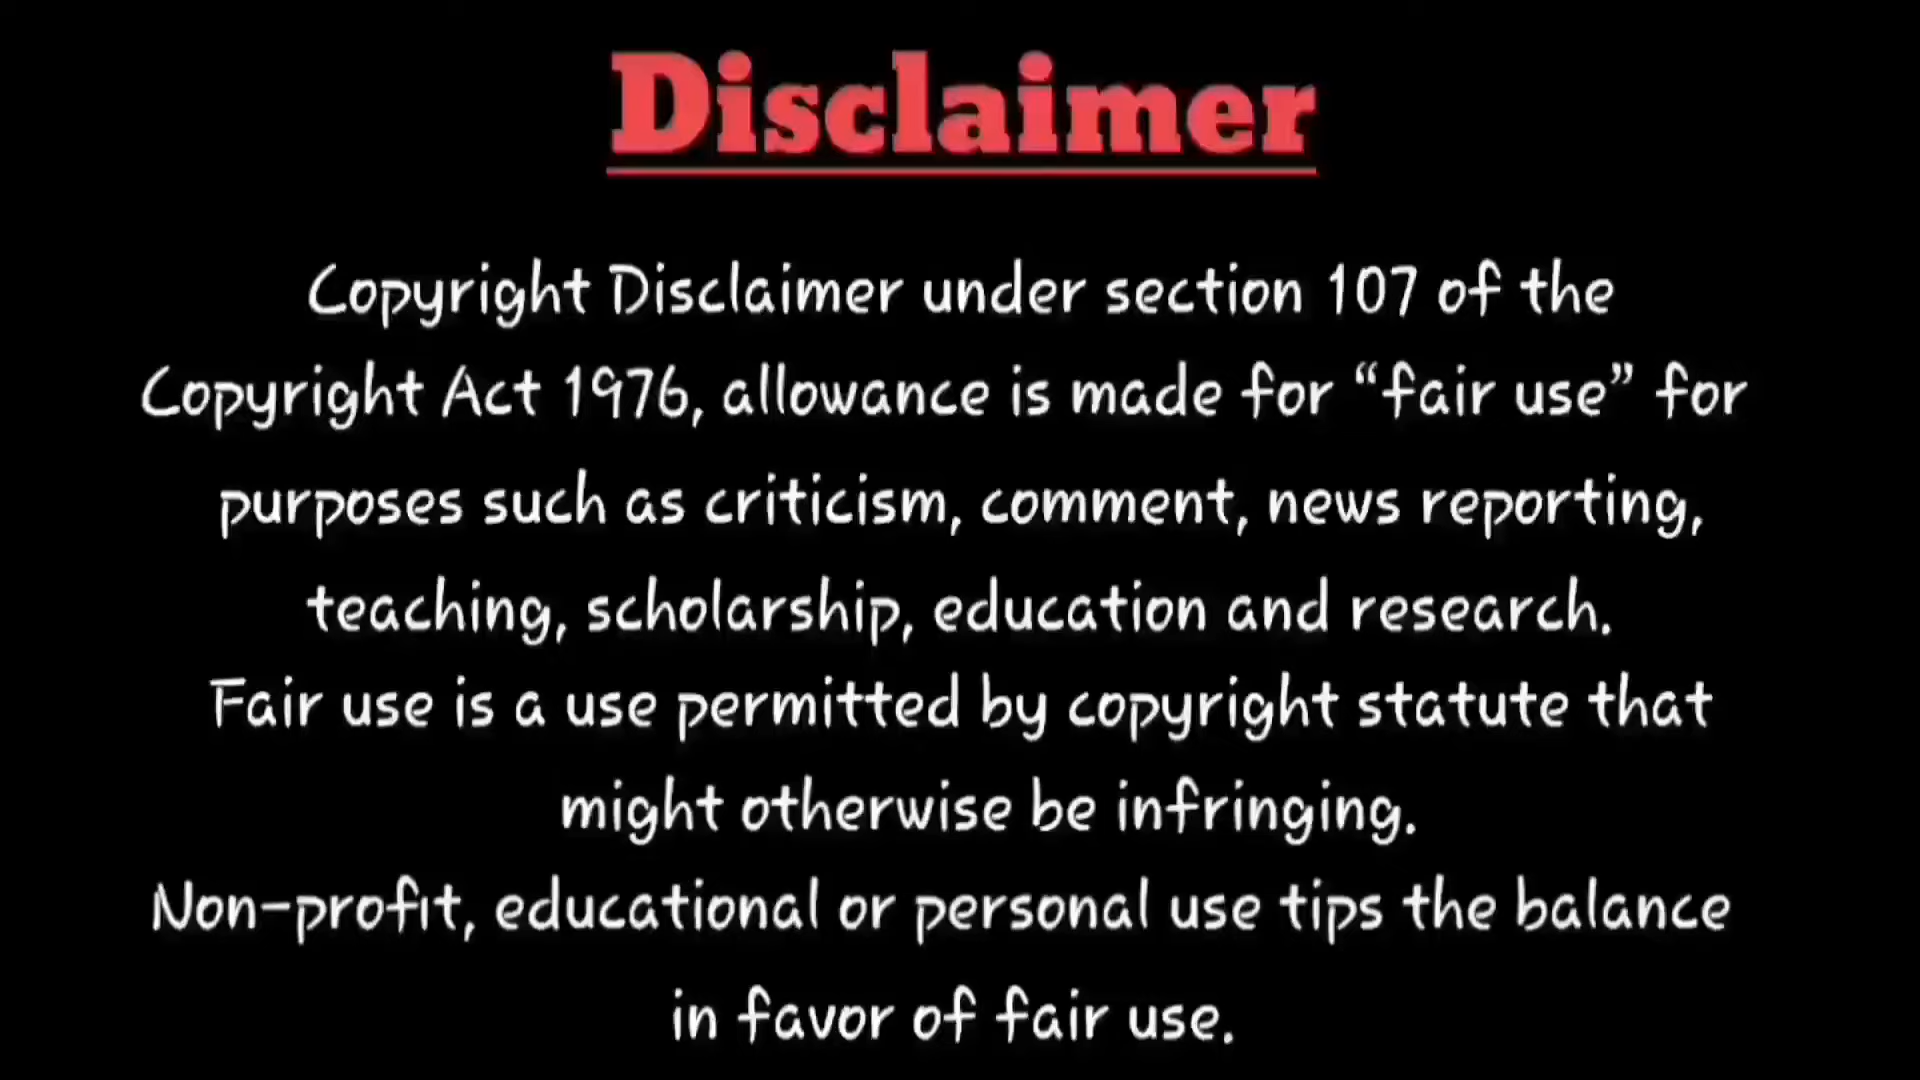 Disclaimer
Copyright Disclaimer under section 107 of the
Copyright Act 1976, allowance is made for “fair use” for
purposes such as criticism, comment, news reporting,
teaching, scholarship, education and research.
Fair use is a use permitted by copyright statute that
might otherwise be infringing.
Non-profit, educational or personal use tips the balance
in favor of fair use.